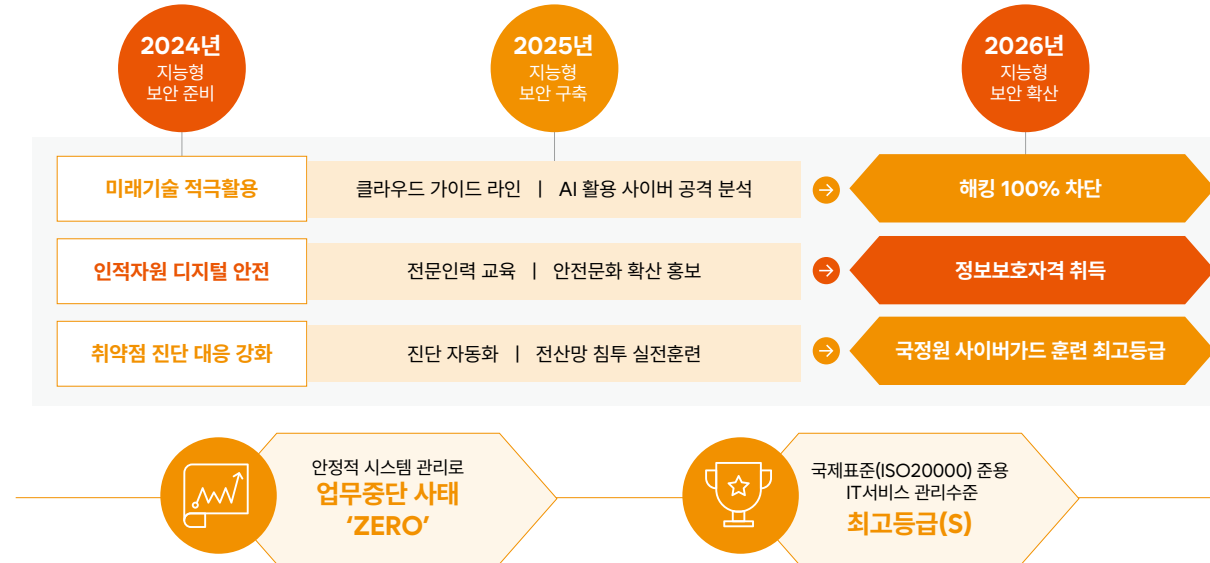 2024년
지능형
보안 준비
2025년
지능형
보안 구축
2026년
지능형
보안 확산
미래기술 적극활용
클라우드 가이드 라인 | AI 활용 사이버 공격 분석
해킹 100% 차단
인적자원 디지털 안전
전문인력 교육 | 안전문화 확산 홍보
정보보호자격 취득
취약점 진단 대응 강화
진단 자동화 | 전산망 침투 실전훈련
국정원 사이버가드 훈련 최고등급
안정적 시스템 관리로
업무중단 사태
‘ZERO’
국제표준(ISO20000) 준용
IT서비스 관리수준
최고등급(S)